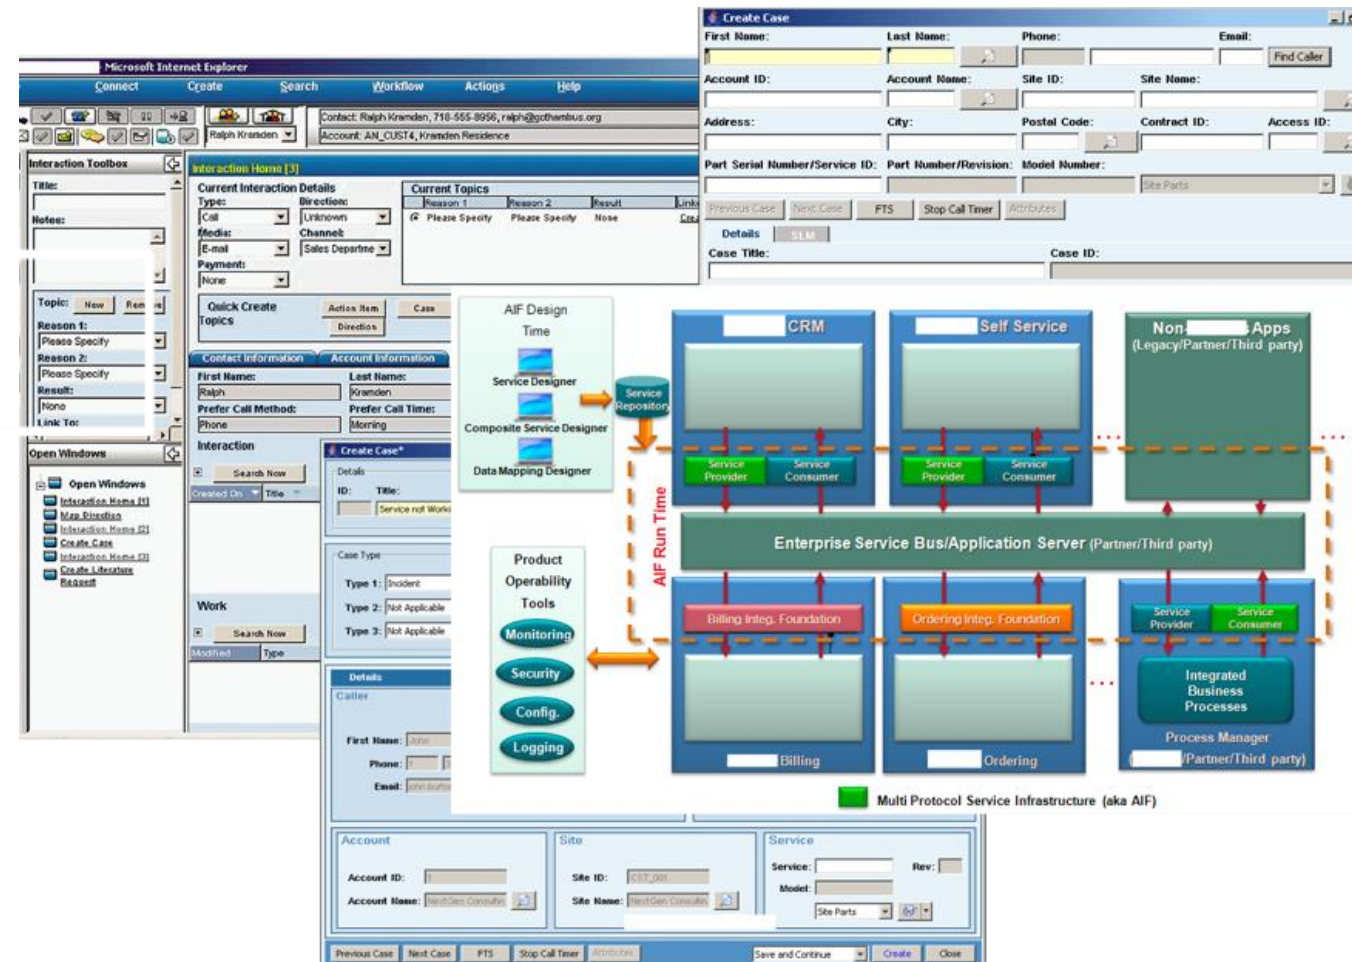 Microsoft Internet Explorer
Connect Create Search Workflow Actions Help
Ralph Kramden
Contact: Ralph Kramden, 718-555-8956, ralph@gothambus.org
Account: AN_CUST4, Kramden Residence
Interaction Toolbox
Title:
Notes:
Topic: New Remove
Reason 1:
Please Specify
Reason 2:
Please Specify
Result:
None
Link To:
Open Windows
Open Windows
Interaction Home [1]
Map Direction
Interaction Home [2]
Create Case
Interaction Home [3]
Create Literature
Request
Interaction Home [3]
Current Interaction Details
Type: Direction:
Call Unknown
Media: Channel:
E-mail Sales Departme
Payment:
None
Current Topics
Reason 1 Reason 2 Result Link
Please Specify Please Specify None Crea
Quick Create
Topics
Action Item Case
Direction
Contact Information Account Information
First Name: Last Name:
Ralph Kramden
Prefer Call Method: Prefer Call Time:
Phone Morning
Interaction
Search Now
Created On Title
Work
Search Now
Modified Type
Create Case
First Name: Last Name: Phone: Email:
Find Caller
Account ID: Account Name: Site ID: Site Name:
Address: City: Postal Code: Contract ID: Access ID:
Part Serial Number/Service ID: Part Number/Revision: Model Number:
Site Parts
Previous Case Next Case FTS Stop Call Timer Attributes
Details SLM
Case Title: Case ID:
AIF Design
Time
Service Designer
Composite Service Designer
Data Mapping Designer
Service
Repository
CRM
Service
Provider
Service
Consumer
Self Service
Service
Provider
Service
Consumer
Non- s Apps
(Legacy/Partner/Third party)
AIF Run Time
Enterprise Service Bus/Application Server (Partner/Third party)
Product
Operability
Tools
Monitoring
Security
Config.
Logging
Billing Integ. Foundation
Billing
Ordering Integ. Foundation
Ordering
Service
Provider
Service
Consumer
Integrated
Business
Processes
Process Manager
( /Partner/Third party)
Multi Protocol Service Infrastructure (aka AIF)
Create Case*
Details
ID: Title:
Service not Work
Case Type
Type 1: Incident
Type 2: Not Applicable
Type 3: Not Applicable
Details
Caller
First Name: John
Phone:
Email:
Account
Account ID: 1
Account Name: NextGen Consultin
Site
Site ID: CST_001
Site Name: NextGen Consultin
Service
Service: Rev:
Model:
Site Parts
Previous Case Next Case FTS Stop Call Timer Attributes Save and Continue Create Close